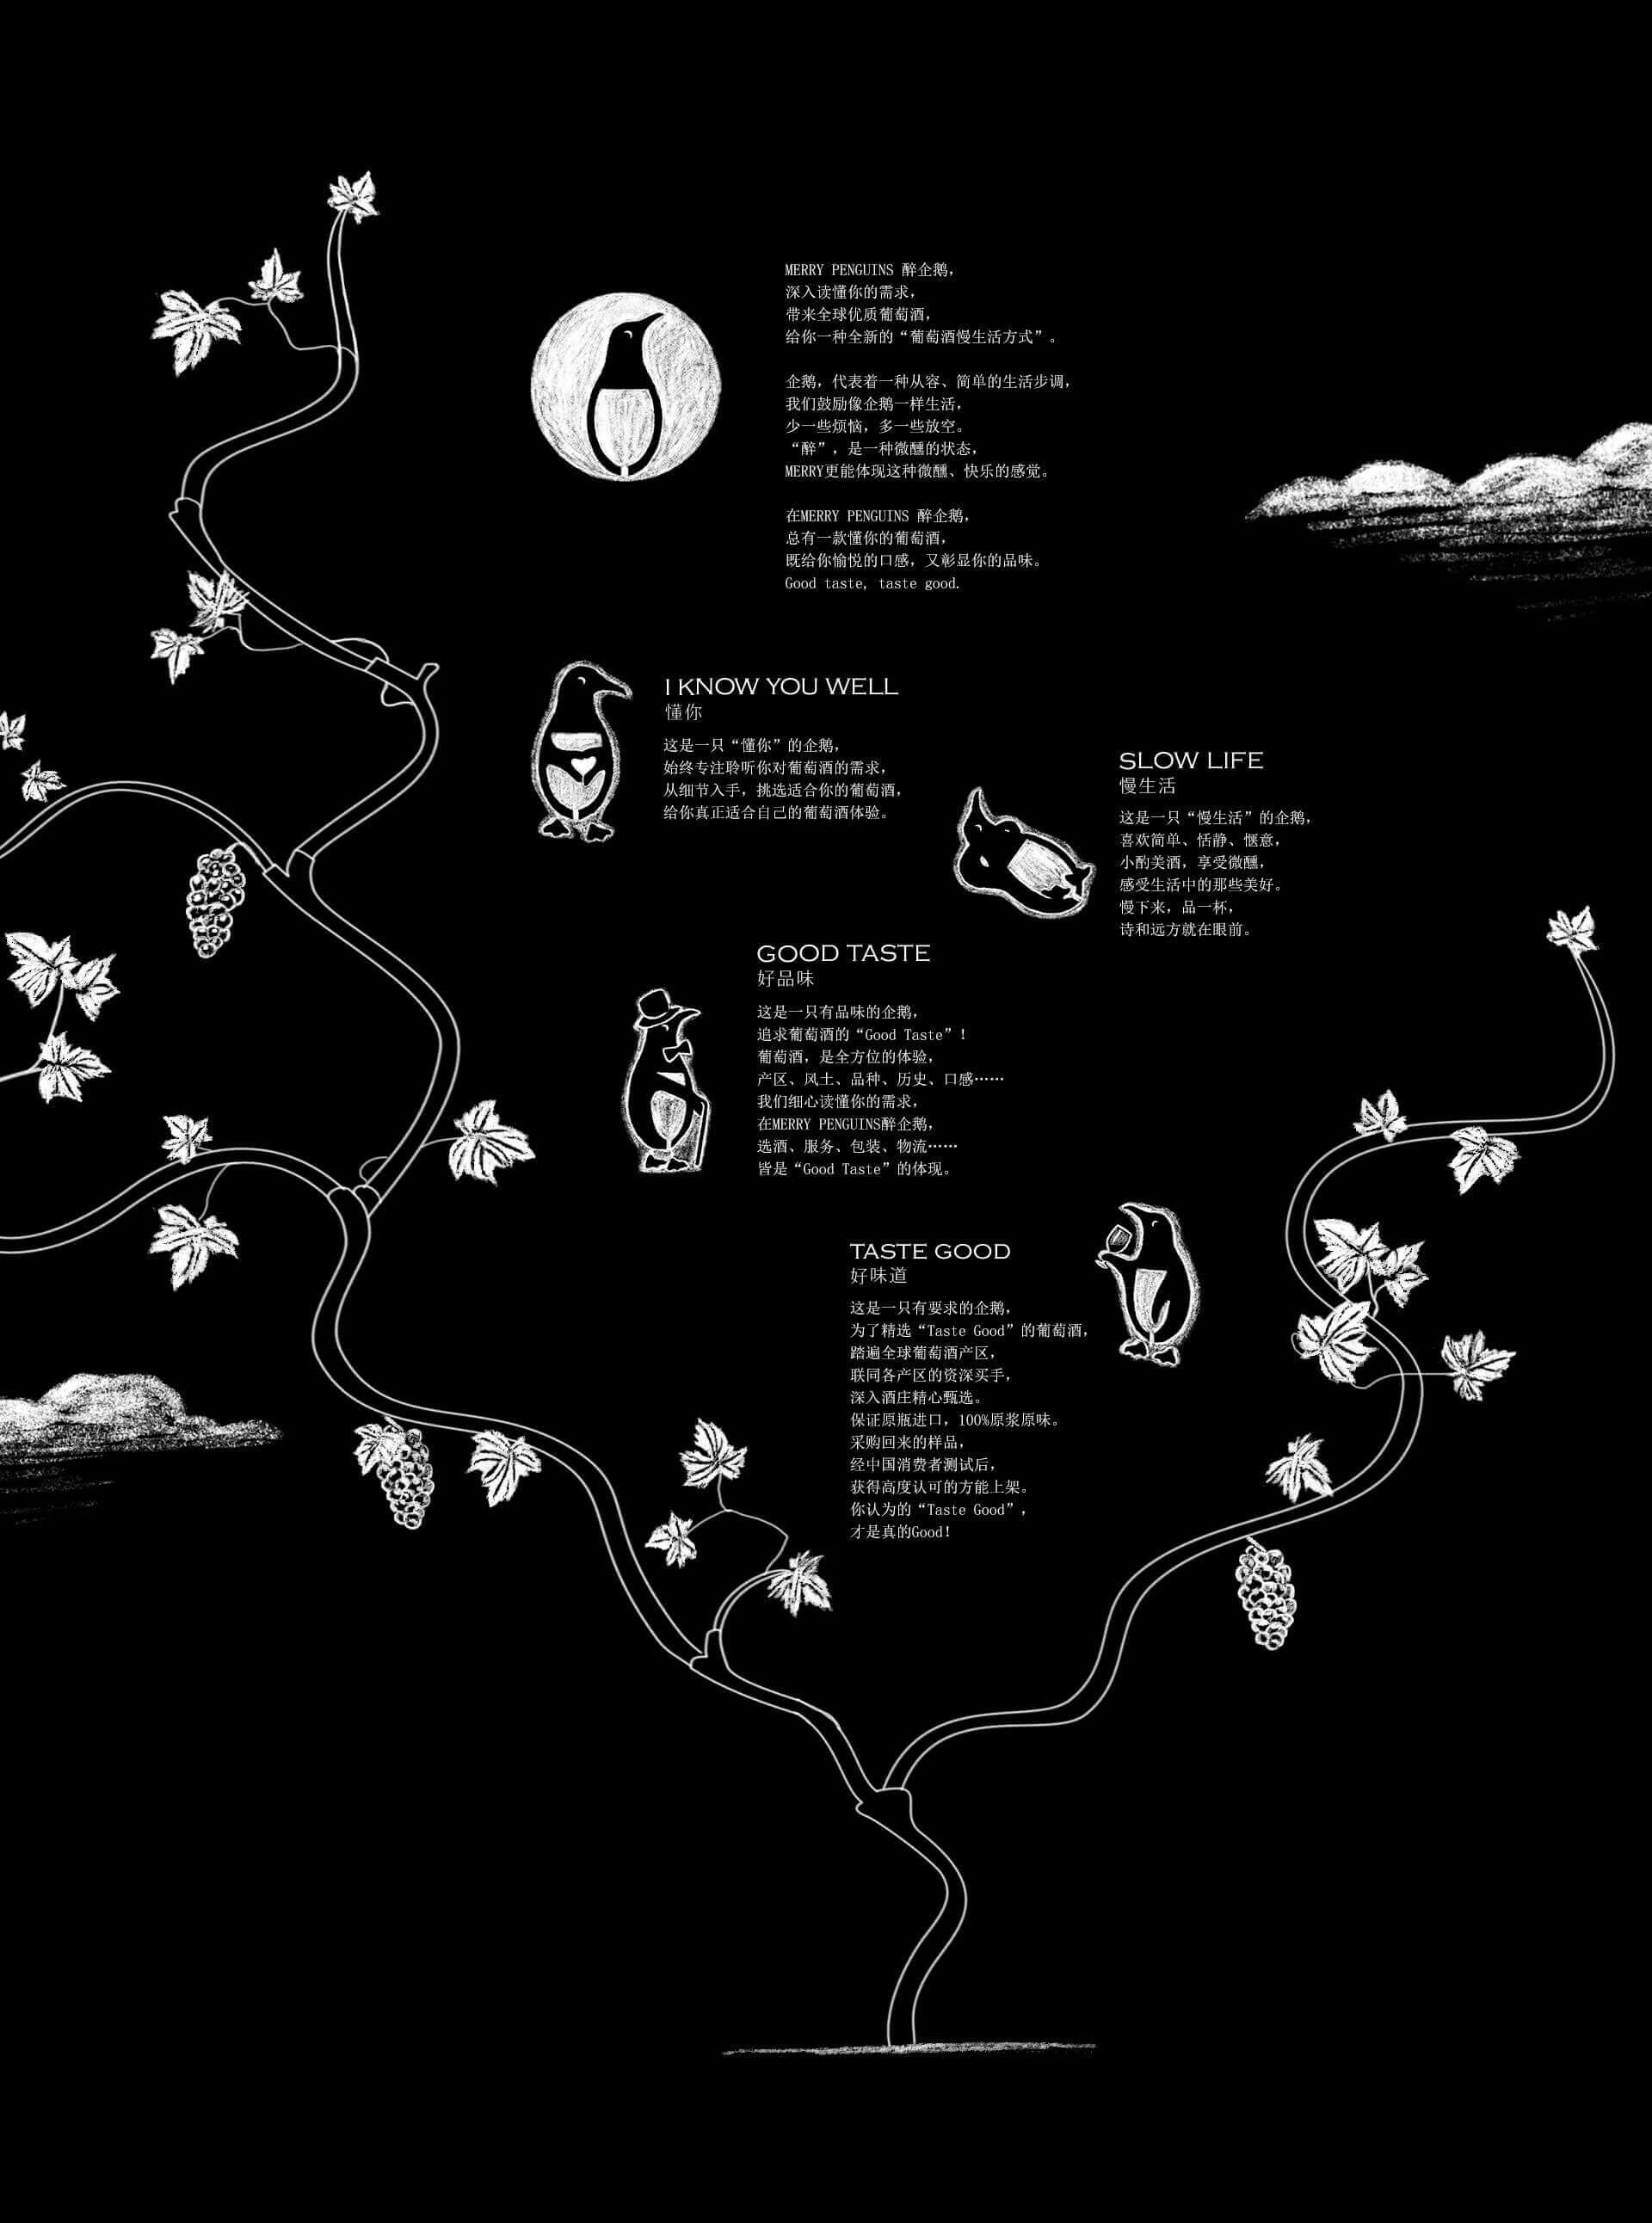 MERRY PENGUINS 醉企鹅，
深入读懂你的需求，
带来全球优质葡萄酒，
给你一种全新的“葡萄酒慢生活方式”。
企鹅，代表着一种从容、简单的生活步调，
我们鼓励像企鹅一样生活，
少一些烦恼，多一些放空。
“醉”，是一种微醺的状态，
MERRY更能体现这种微醺、快乐的感觉。
在MERRY PENGUINS 醉企鹅，
总有一款懂你的葡萄酒，
既给你愉悦的口感，又彰显你的品味。
Good taste, taste good.
I KNOW YOU WELL
懂你
这是一只“懂你”的企鹅，
始终专注聆听你对葡萄酒的需求，
从细节入手，挑选适合你的葡萄酒，
给你真正适合自己的葡萄酒体验。
SLOW LIFE
慢生活
这是一只“慢生活”的企鹅，
喜欢简单、恬静、惬意，
小酌美酒，享受微醺，
感受生活中的那些美好。
慢下来，品一杯，
诗和远方就在眼前。
GOOD TASTE
好品味
这是一只有品味的企鹅，
追求葡萄酒的“Good Taste”！
葡萄酒，是全方位的体验，
产区、风土、品种、历史、口感……
我们细心读懂你的需求，
在MERRY PENGUINS醉企鹅，
选酒、服务、包装、物流……
皆是“Good Taste”的体现。
TASTE GOOD
好味道
这是一只有要求的企鹅，
为了精选“Taste Good”的葡萄酒，
踏遍全球葡萄酒产区，
联同各产区的资深买手，
深入酒庄精心甄选。
保证原瓶进口，100%原浆原味。
采购回来的样品，
经中国消费者测试后，
获得高度认可的方能上架。
你认为的“Taste Good”，
才是真的Good！